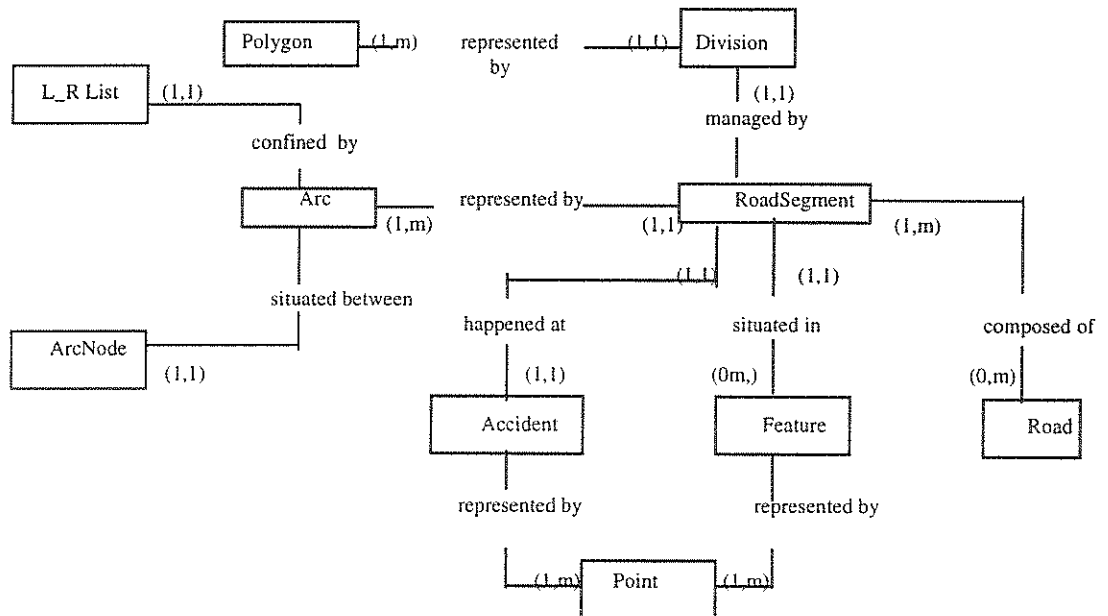 Polygon (1,m) represented by (1,1) Division
L_R List (1,1)
(1,1)
managed by
confined by
Arc (1,m) represented by (1,1) RoadSegment (1,m)
(1,1) (1,1)
situated between
happened at situated in composed of
ArcNode (1,1)
(1,1) (0m,) (0,m)
Accident Feature Road
represented by represented by
(1,m) Point (1,m)